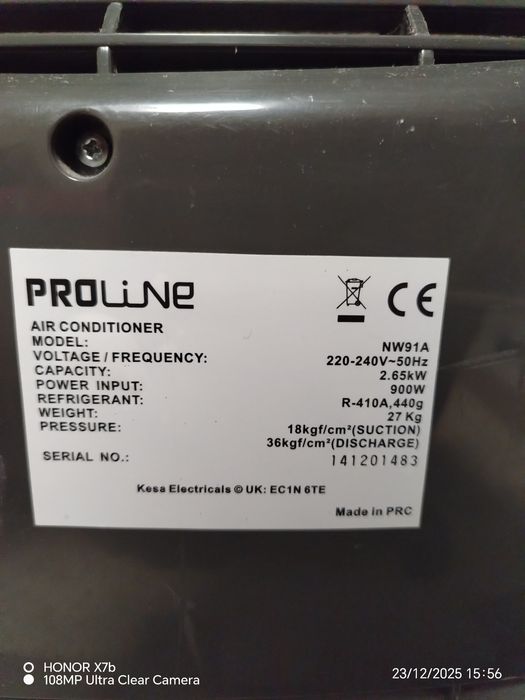 PROLINE
CE
AIR CONDITIONER
MODEL: NW91A
VOLTAGE / FREQUENCY: 220-240V~50Hz
CAPACITY: 2.65kW
POWER INPUT: 900W
REFRIGERANT: R-410A,440g
WEIGHT: 27 Kg
PRESSURE: 18kgf/cm²(SUCTION)
36kgf/cm²(DISCHARGE)
SERIAL NO.: 141201483
Kesa Electricals © UK: EC1N 6TE
Made in PRC
HONOR X7b
108MP Ultra Clear Camera
23/12/2025 15:56